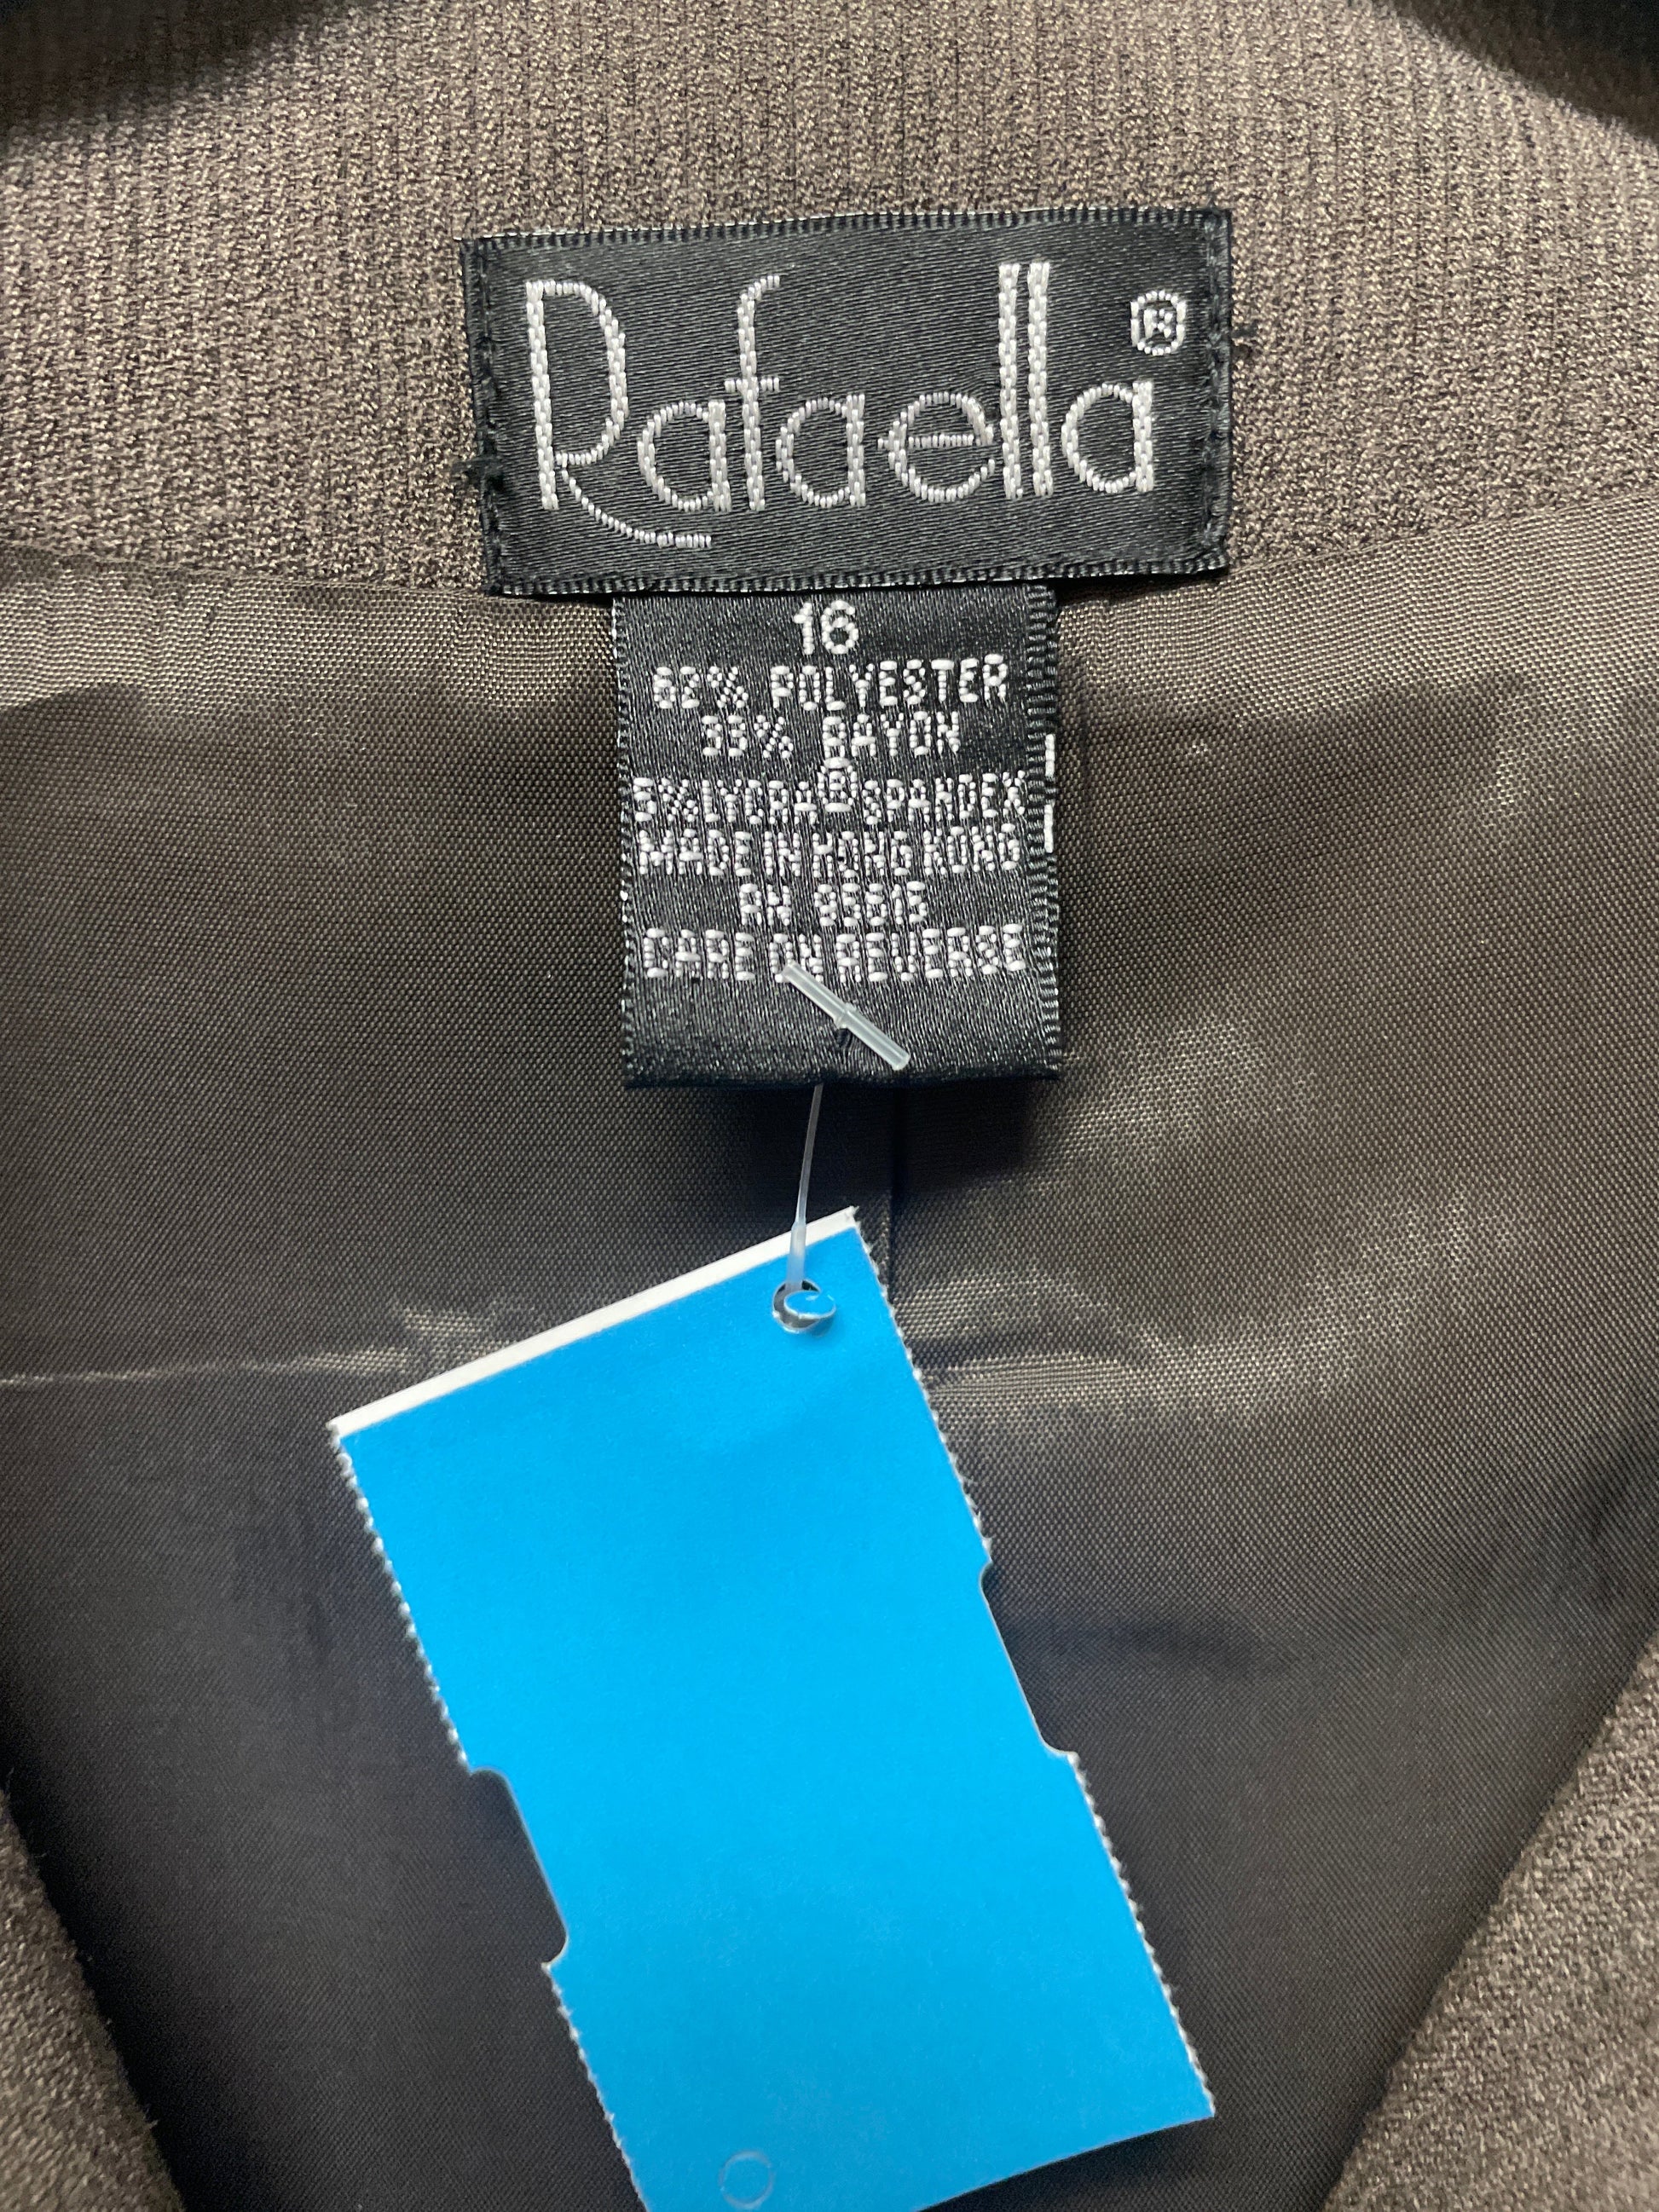 Rafaella®
16
62% POLYESTER
33% RAYON
5% LYCRA® SPANDEX
MADE IN HONG KONG
RN 95615
CARE ON REVERSE